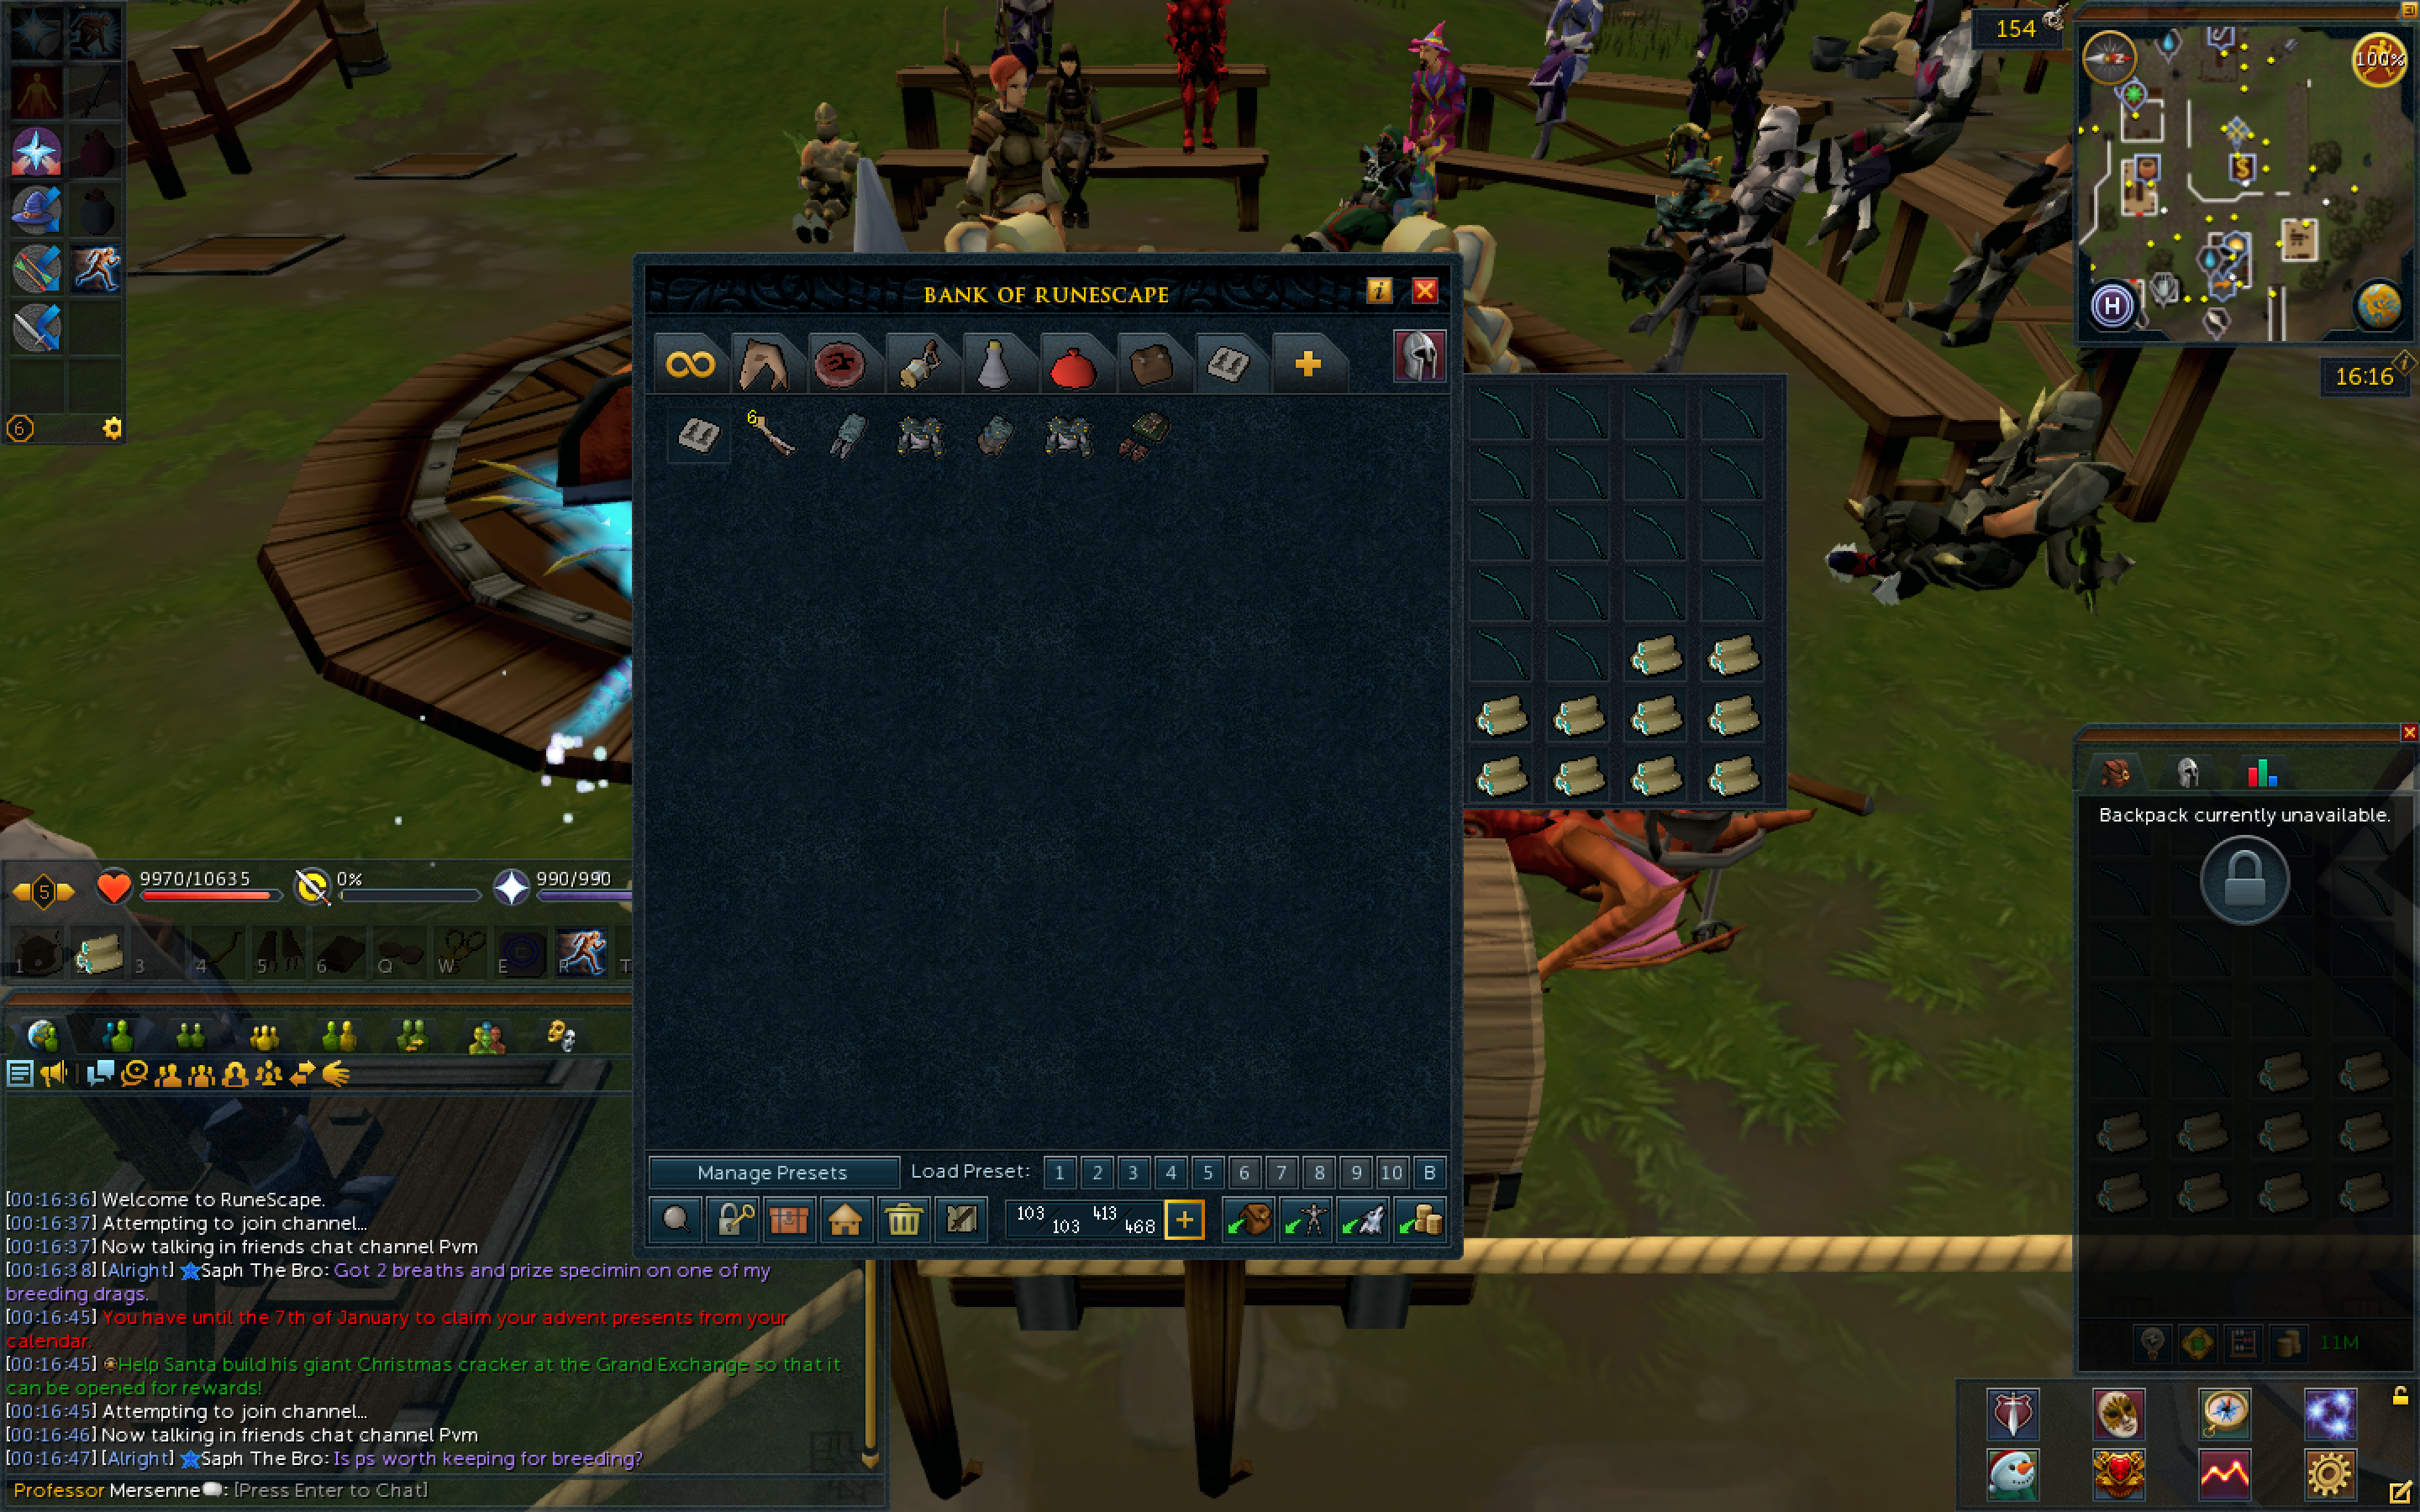 154
100%
H
16:16
6
BANK OF RUNESCAPE
6
Backpack currently unavailable.
5
9970/10635
0%
990/990
1
3
4
5
6
Q
W
E
R
T
Manage Presets
Load Preset:
1
2
3
4
5
6
7
8
9
10
B
103
103
413
468
11M
[00:16:36] Welcome to RuneScape.
[00:16:37] Attempting to join channel...
[00:16:37] Now talking in friends chat channel Pvm
[00:16:38] [Alright] Saph The Bro: Got 2 breaths and prize specimin on one of my
breeding drags.
[00:16:45] You have until the 7th of January to claim your advent presents from your
calendar.
[00:16:45] Help Santa build his giant Christmas cracker at the Grand Exchange so that it
can be opened for rewards!
[00:16:45] Attempting to join channel...
[00:16:46] Now talking in friends chat channel Pvm
[00:16:47] [Alright] Saph The Bro: Is ps worth keeping for breeding?
Professor Mersenne: [Press Enter to Chat]